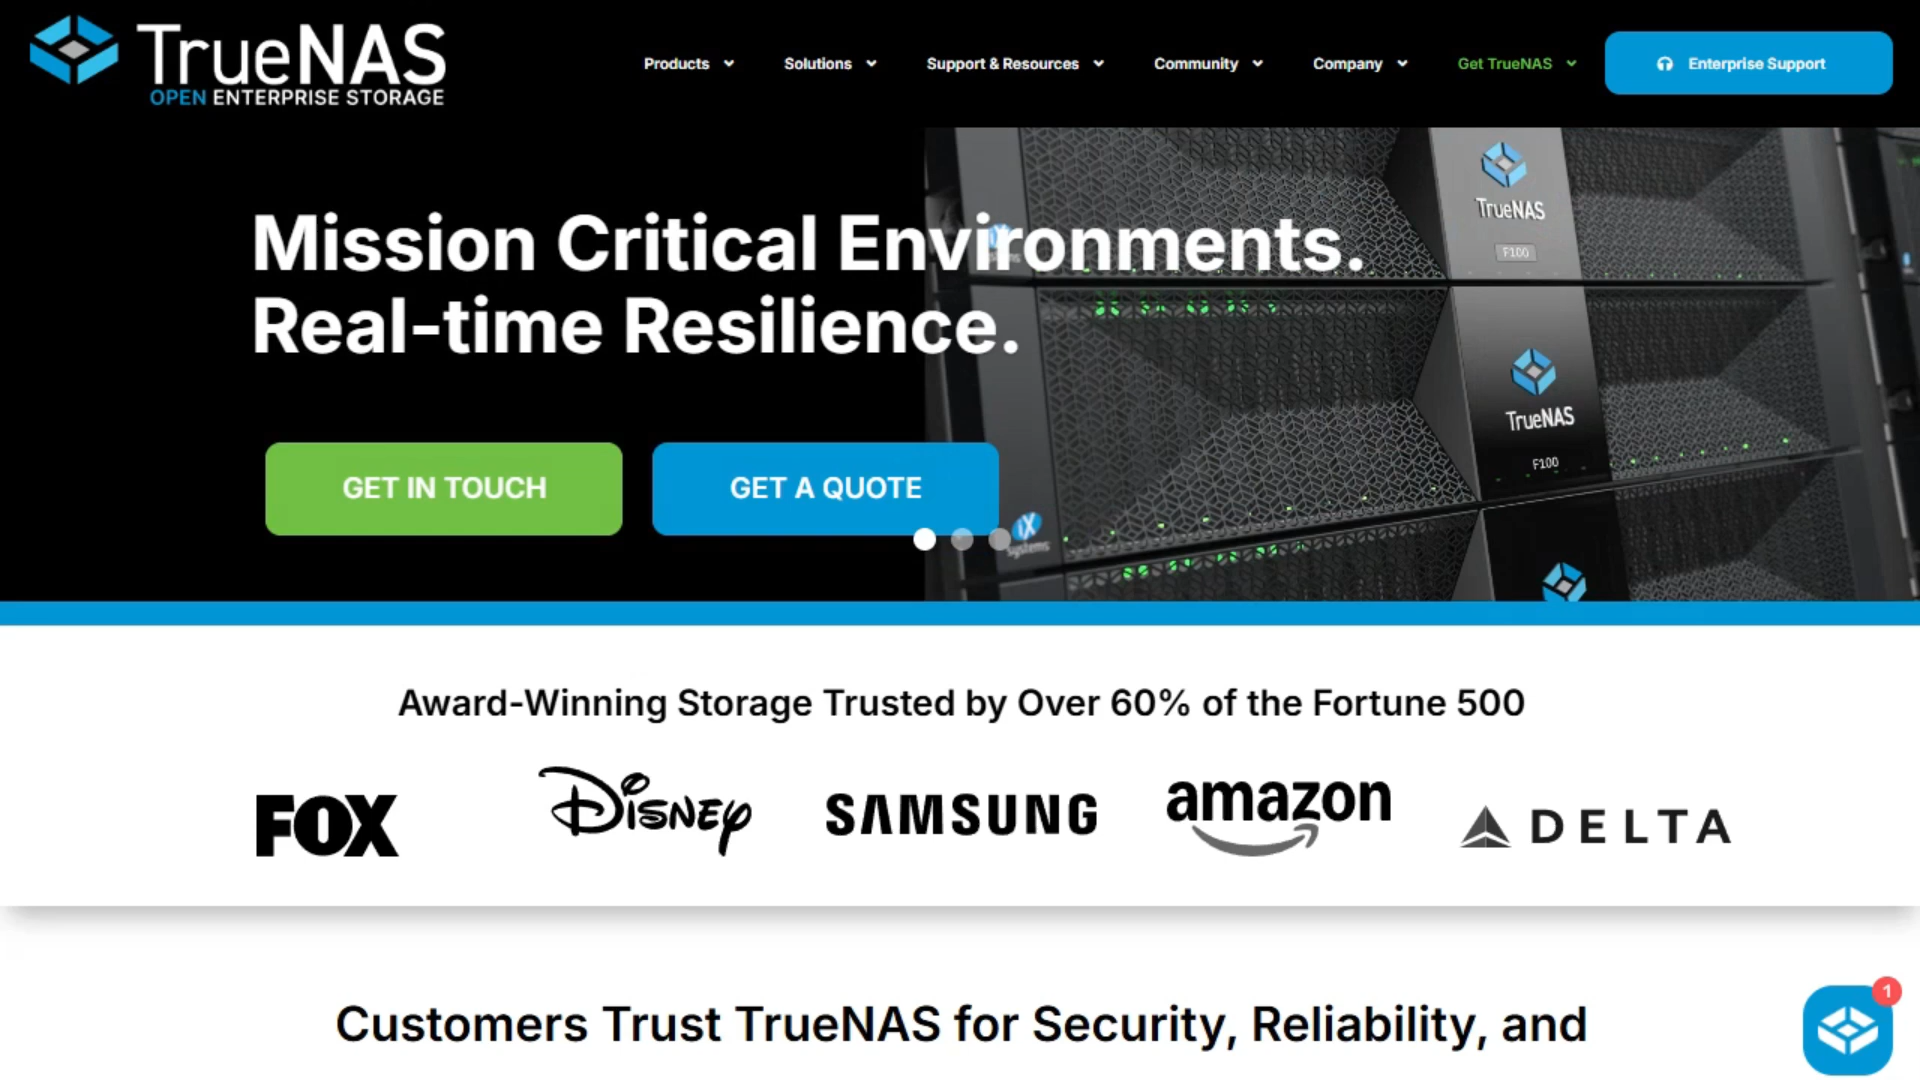 TrueNAS
OPEN ENTERPRISE STORAGE
Products
Solutions
Support & Resources
Community
Company
Get TrueNAS
Enterprise Support
Mission Critical Environments.
Real-time Resilience.
GET IN TOUCH
GET A QUOTE
TrueNAS
F100
TrueNAS
F100
iX
systems
Award-Winning Storage Trusted by Over 60% of the Fortune 500
FOX
Disney
SAMSUNG
amazon
DELTA
Customers Trust TrueNAS for Security, Reliability, and
1